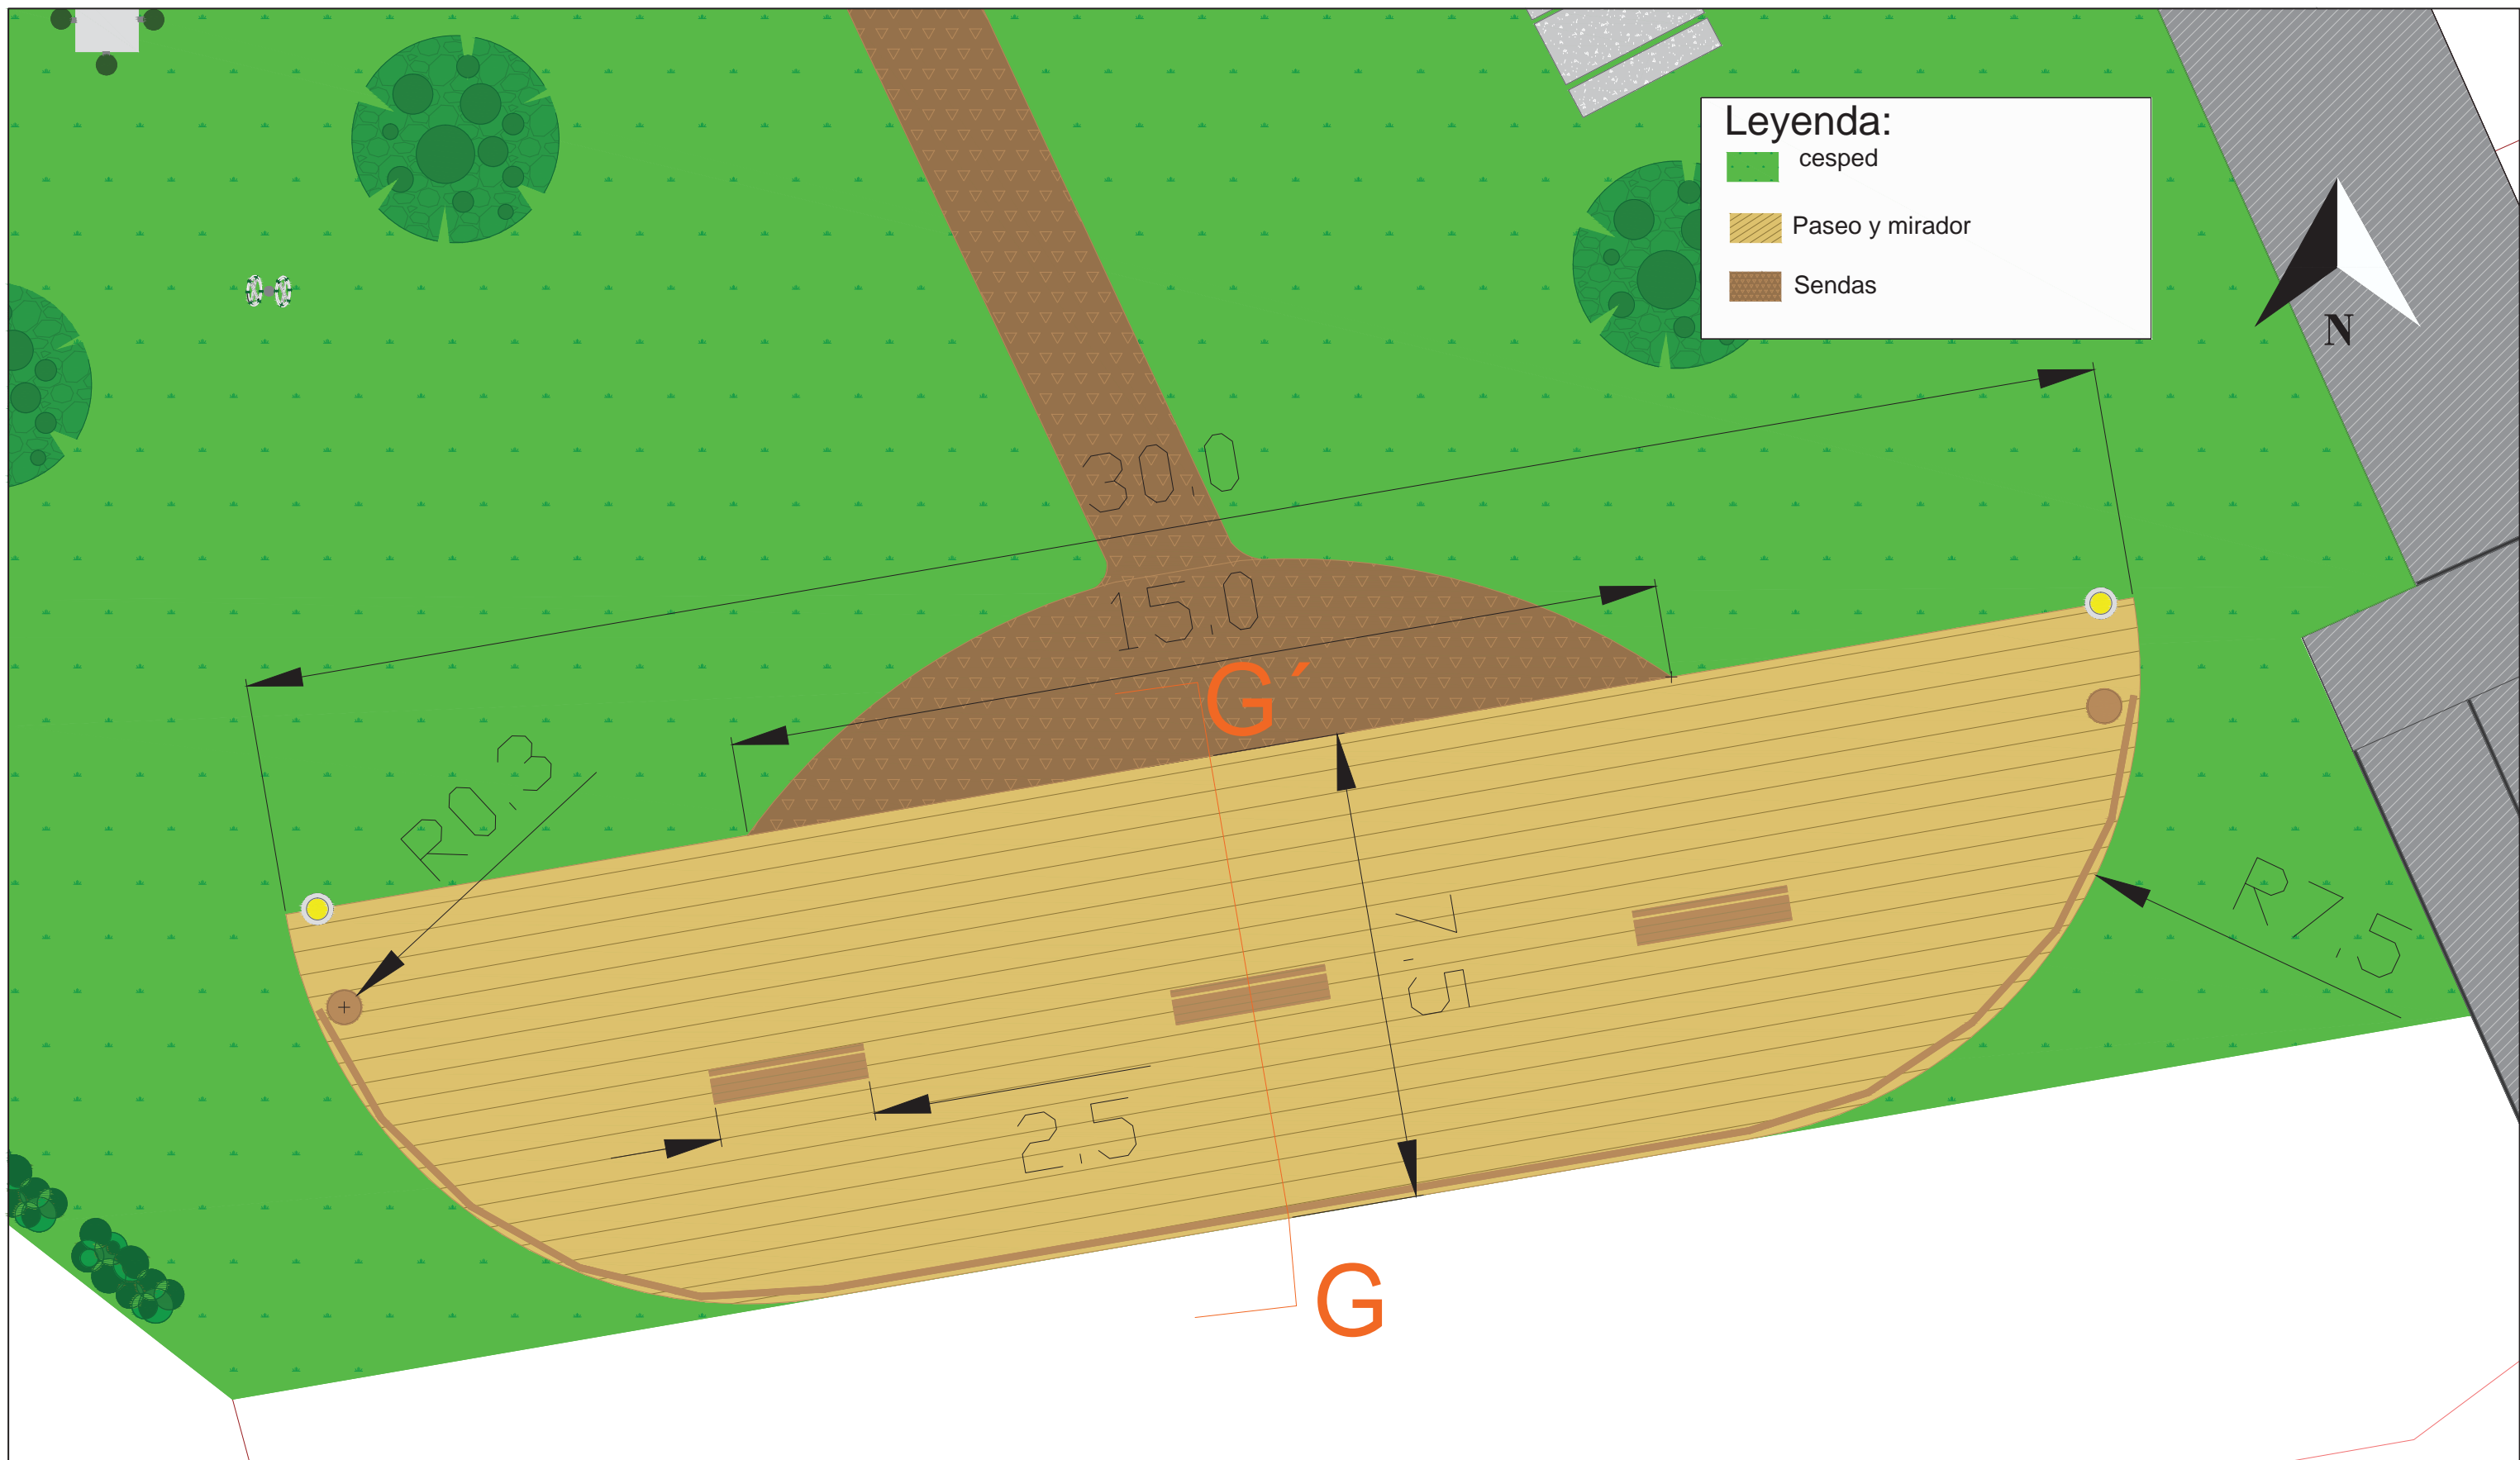 Leyenda:
cesped
Paseo y mirador
Sendas
N
30,0
15,0
G´
R0,3
7,5
R7,5
2,5
G